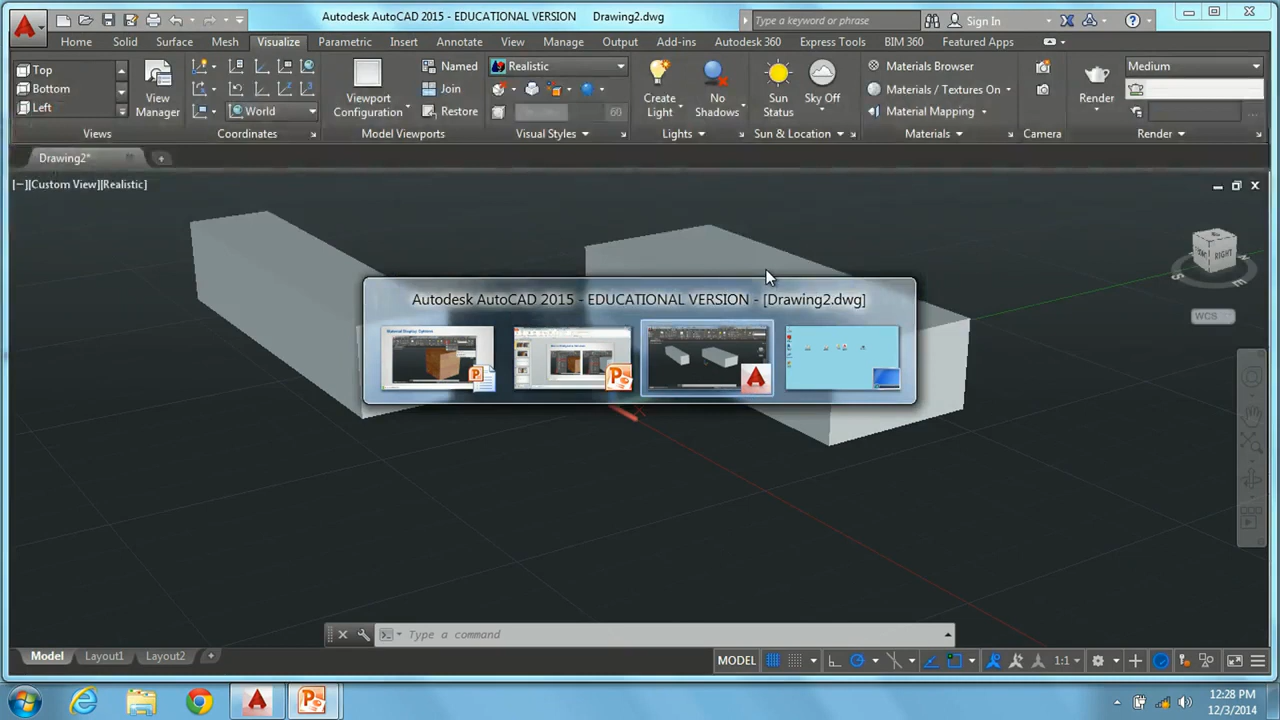 Autodesk AutoCAD 2015 - EDUCATIONAL VERSION Drawing2.dwg
Type a keyword or phrase
Sign In
Home Solid Surface Mesh Visualize Parametric Insert Annotate View Manage Output Add-ins Autodesk 360 Express Tools BIM 360 Featured Apps
Top
Bottom
Left
View
Manager
World
Viewport
Configuration
Named
Join
Restore
Realistic
60
Create
Light
No
Shadows
Sun
Status
Sky Off
Materials Browser
Materials / Textures On
Material Mapping
Render
Medium
Views Coordinates Model Viewports Visual Styles Lights Sun & Location Materials Camera Render
Drawing2*
[−][Custom View][Realistic]
RIGHT
S
E
WCS
Autodesk AutoCAD 2015 - EDUCATIONAL VERSION - [Drawing2.dwg]
Type a command
Model Layout1 Layout2
MODEL
1:1
12:28 PM
12/3/2014